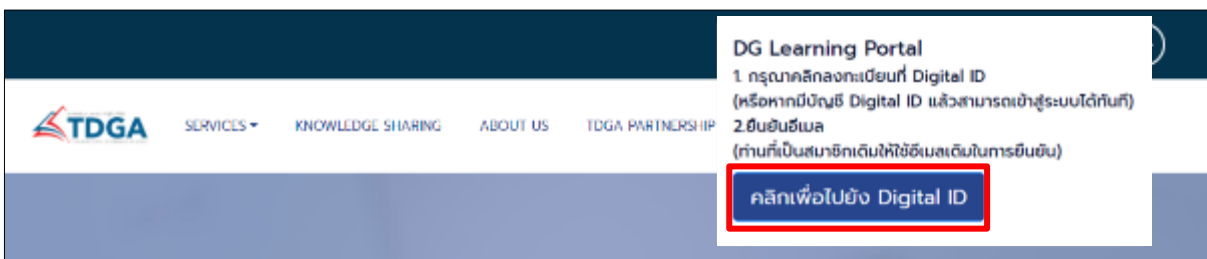 DG Learning Portal
1. กรุณาคลิกลงทะเบียนที่ Digital ID
(หรือหากมีบัญชี Digital ID แล้วสามารถเข้าสู่ระบบได้ทันที)
2.ยืนยันอีเมล
(ท่านที่เป็นสมาชิกเดิมให้ใช้อีเมลเดิมในการยืนยัน)
คลิกเพื่อไปยัง Digital ID
TDGA
SERVICES
KNOWLEDGE SHARING
ABOUT US
TDGA PARTNERSHIP